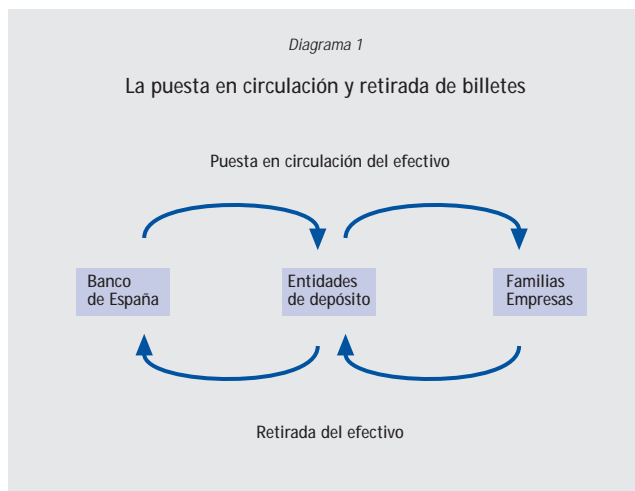 Diagrama 1
La puesta en circulación y retirada de billetes
Puesta en circulación del efectivo
Banco
de España
Entidades
de depósito
Familias
Empresas
Retirada del efectivo